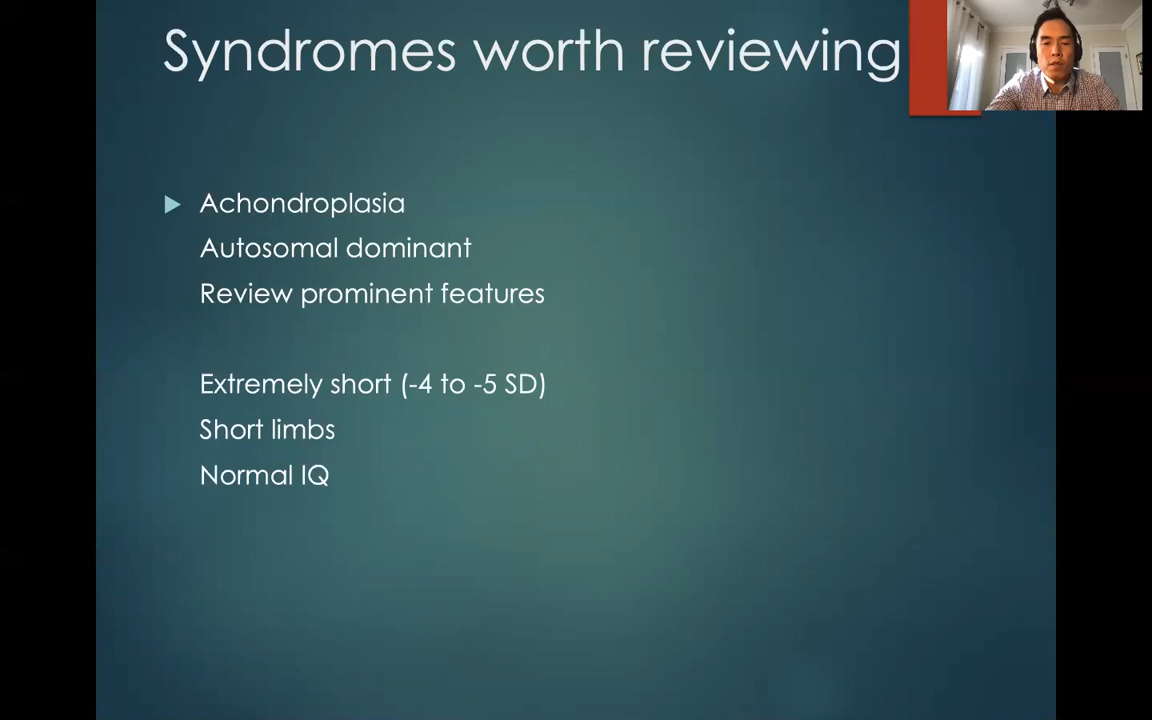 Syndromes worth reviewing
Achondroplasia
Autosomal dominant
Review prominent features
Extremely short (-4 to -5 SD)
Short limbs
Normal IQ